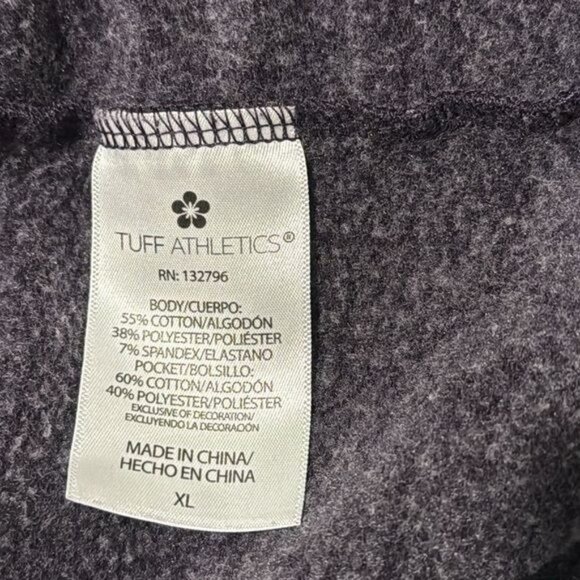 TUFF ATHLETICS®
RN: 132796
BODY/CUERPO:
55% COTTON/ALGODÓN
38% POLYESTER/POLIÉSTER
7% SPANDEX/ELASTANO
POCKET/BOLSILLO:
60% COTTON/ALGODÓN
40% POLYESTER/POLIÉSTER
EXCLUSIVE OF DECORATION/
EXCLUYENDO LA DECORACIÓN
MADE IN CHINA/
HECHO EN CHINA
XL